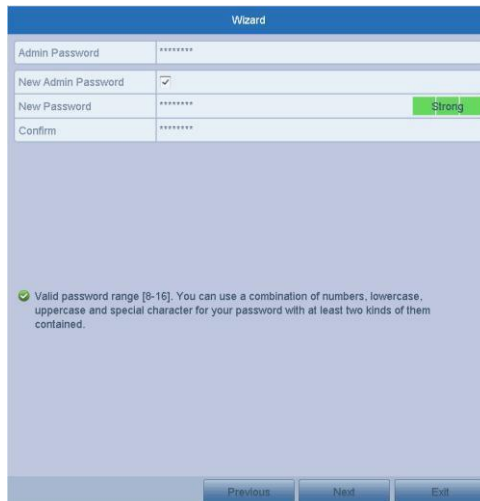 Wizard
Admin Password ********
New Admin Password
New Password ******** Strong
Confirm ********
Valid password range [8-16]. You can use a combination of numbers, lowercase,
uppercase and special character for your password with at least two kinds of them
contained.
Previous Next Exit